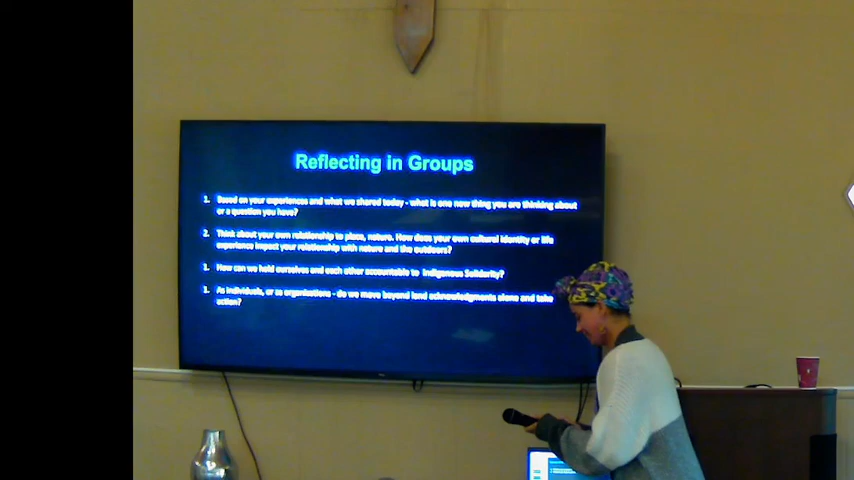 Reflecting in Groups
1. Based on your experiences and what we shared today - what is one new thing you are thinking about
or a question you have?
2. Think about your own relationship to place, nature. How does your own cultural identity or life
experience impact your relationship with nature and the outdoors?
1. How can we hold ourselves and each other accountable to Indigenous Solidarity?
1. As individuals, or as organisations - do we move beyond land acknowledgments alone and take
action?